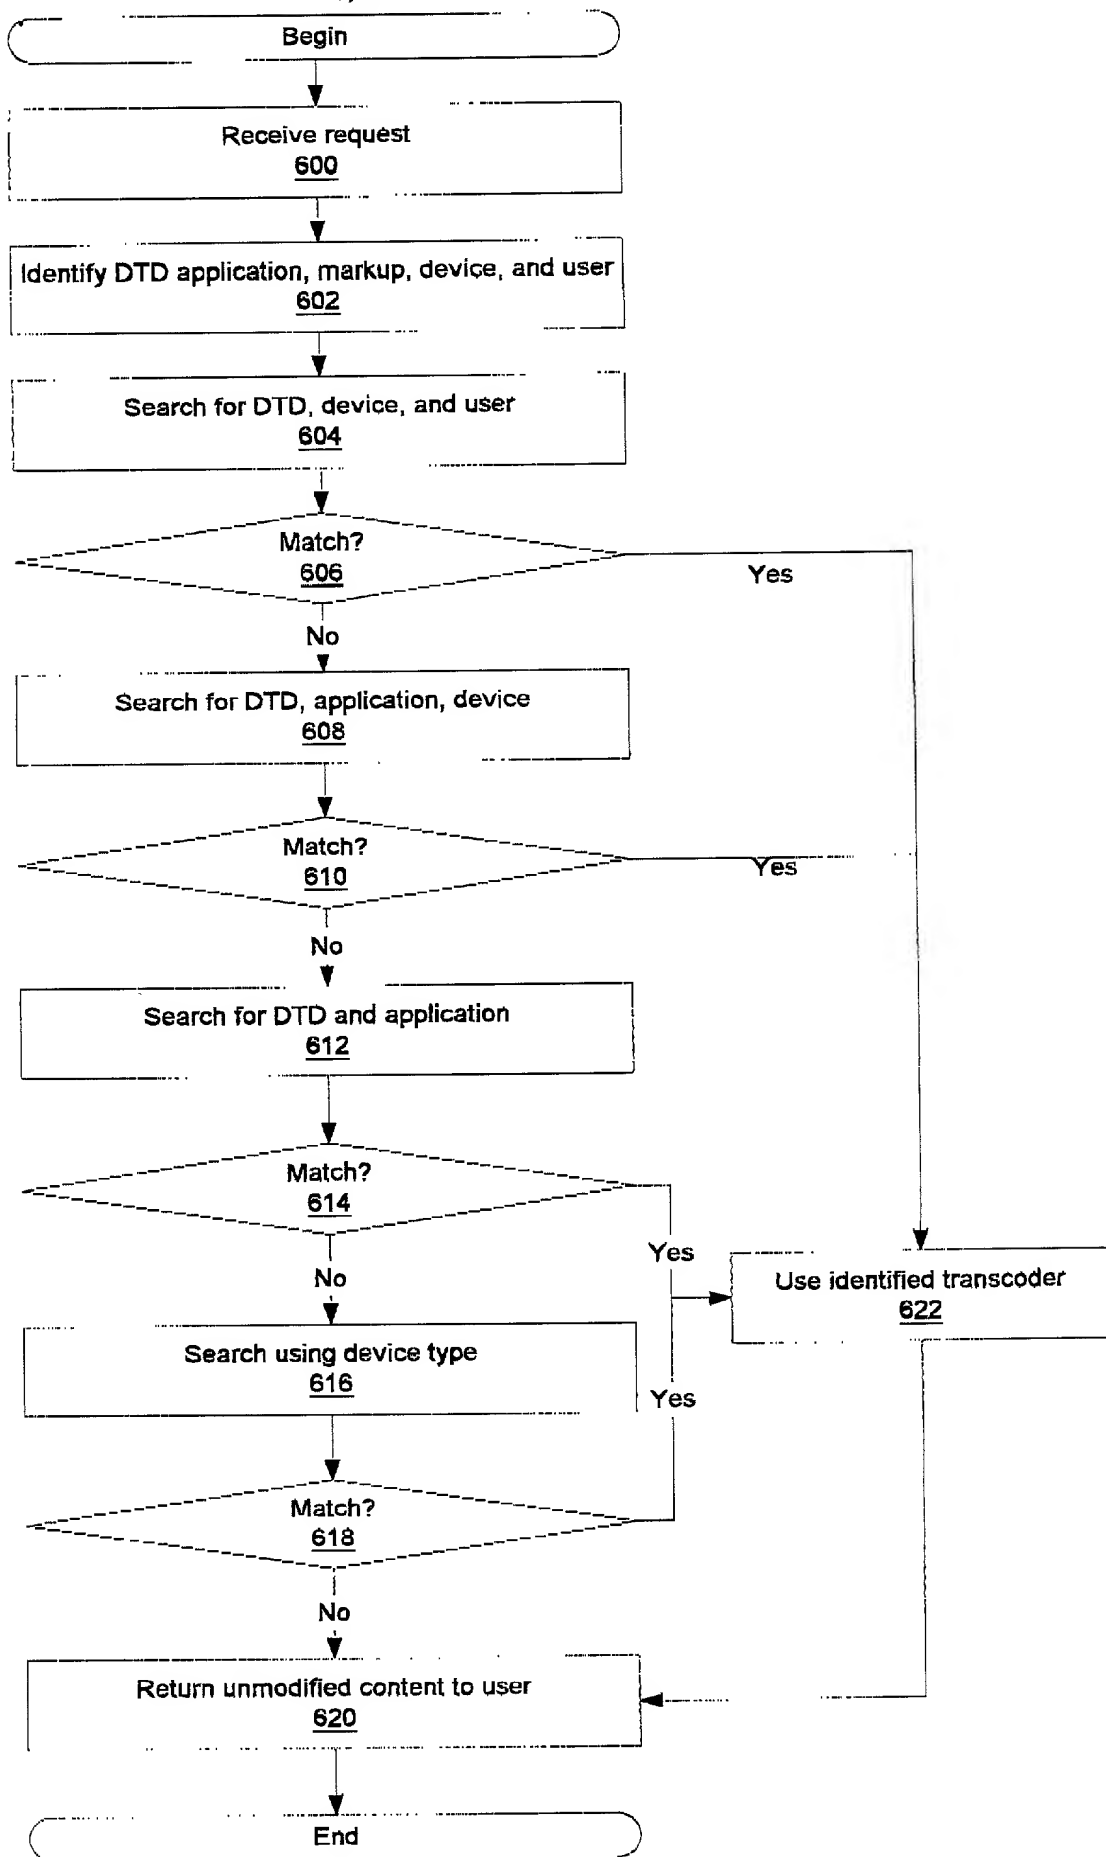 Begin
Receive request
600
Identify DTD application, markup, device, and user
602
Search for DTD, device, and user
604
Match?
606
Yes
No
Search for DTD, application, device
608
Match?
610
Yes
No
Search for DTD and application
612
Match?
614
Yes
No
Use identified transcoder
622
Search using device type
616
Yes
Match?
618
No
Return unmodified content to user
620
End